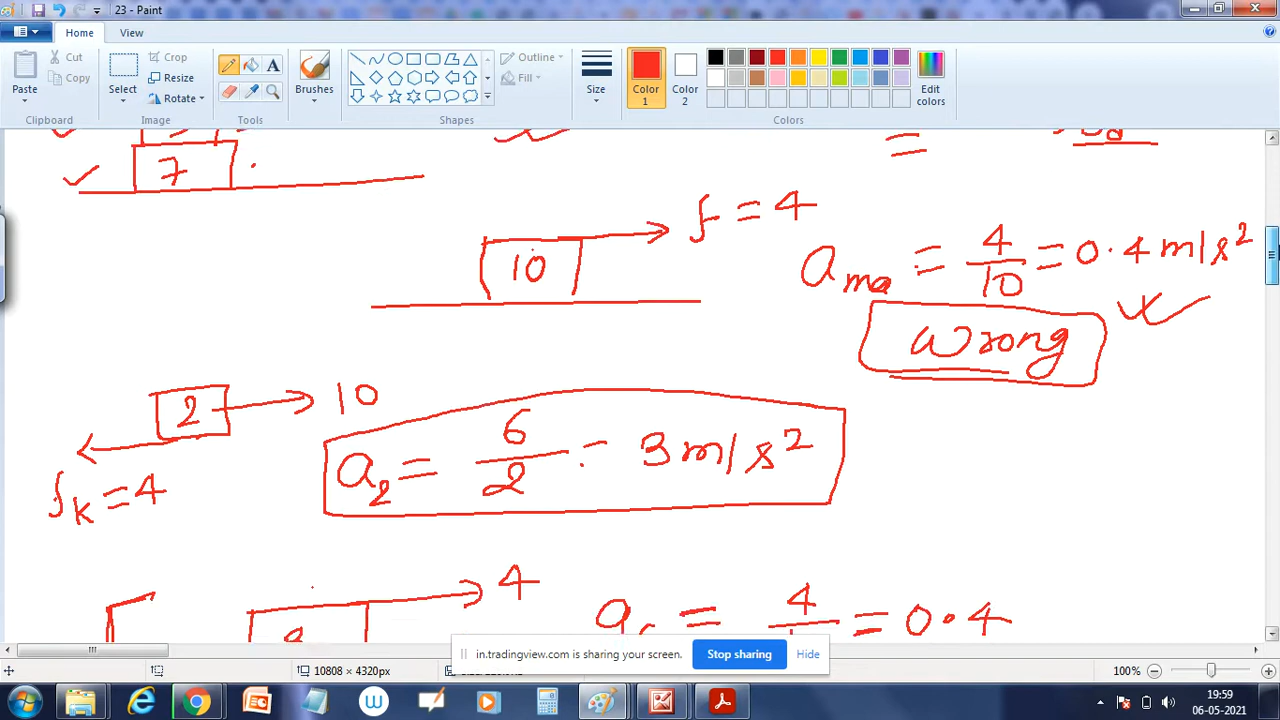 23 - Paint
Home View
Paste Cut Copy Select Crop Resize Rotate Brushes Outline Fill Size Color 1 Color 2 Edit colors
Clipboard Image Tools Shapes Colors
7
10 f = 4
a = 4/10 = 0.4 m/s²
wrong
2 10
f_K = 4
a_2 = 6/2 = 3 m/s²
4
a = 4 = 0.4
in.tradingview.com is sharing your screen. Stop sharing Hide
10808 × 4320px 100%
19:59
06-05-2021